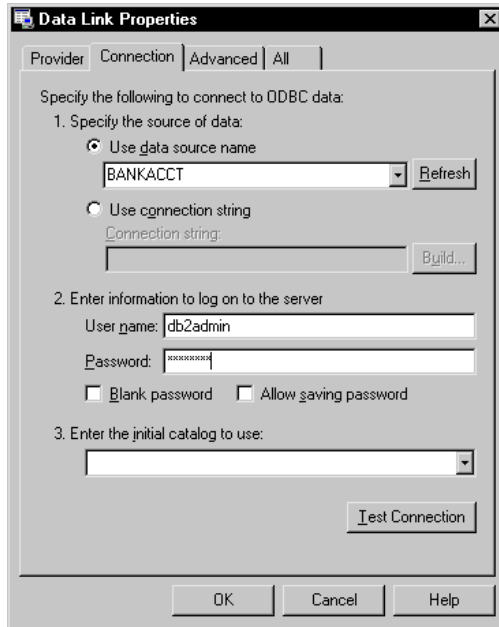 Data Link Properties
Provider Connection Advanced All
Specify the following to connect to ODBC data:
1. Specify the source of data:
Use data source name
BANKACCT Refresh
Use connection string
Connection string:
Build...
2. Enter information to log on to the server
User name: db2admin
Password: ********
Blank password Allow saving password
3. Enter the initial catalog to use:
Test Connection
OK Cancel Help